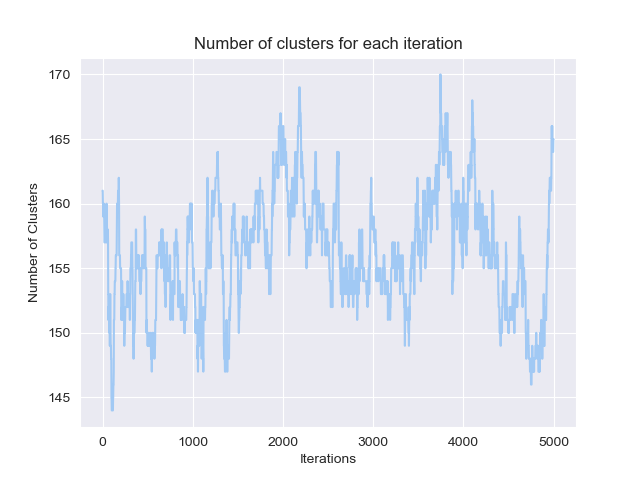 Number of clusters for each iteration
170
165
160
155
150
145
Number of Clusters
0 1000 2000 3000 4000 5000
Iterations